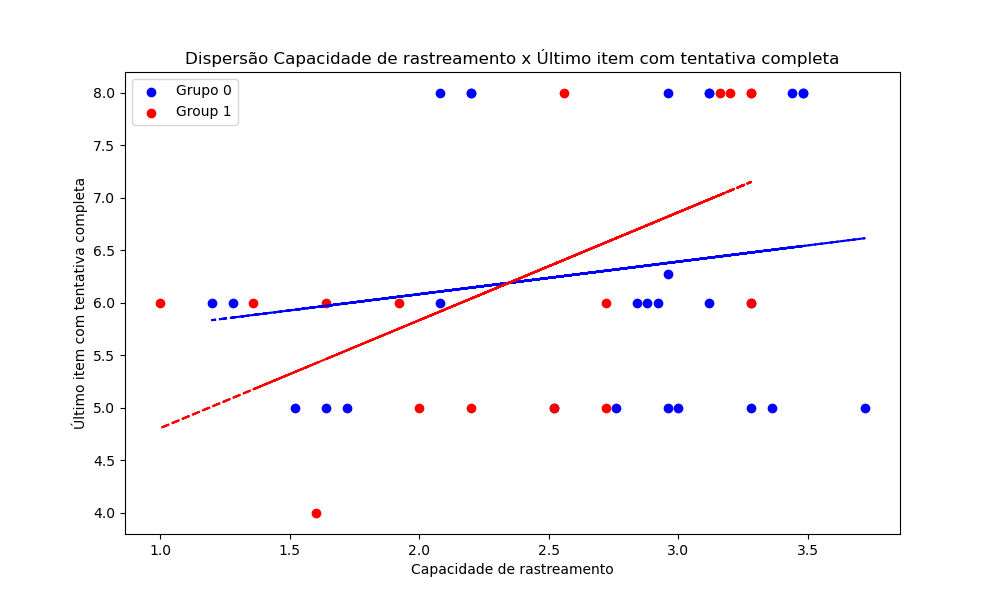 Dispersão Capacidade de rastreamento x Último item com tentativa completa
Grupo 0
Group 1
8.0
7.5
7.0
6.5
6.0
5.5
5.0
4.5
4.0
Último item com tentativa completa
1.0 1.5 2.0 2.5 3.0 3.5
Capacidade de rastreamento